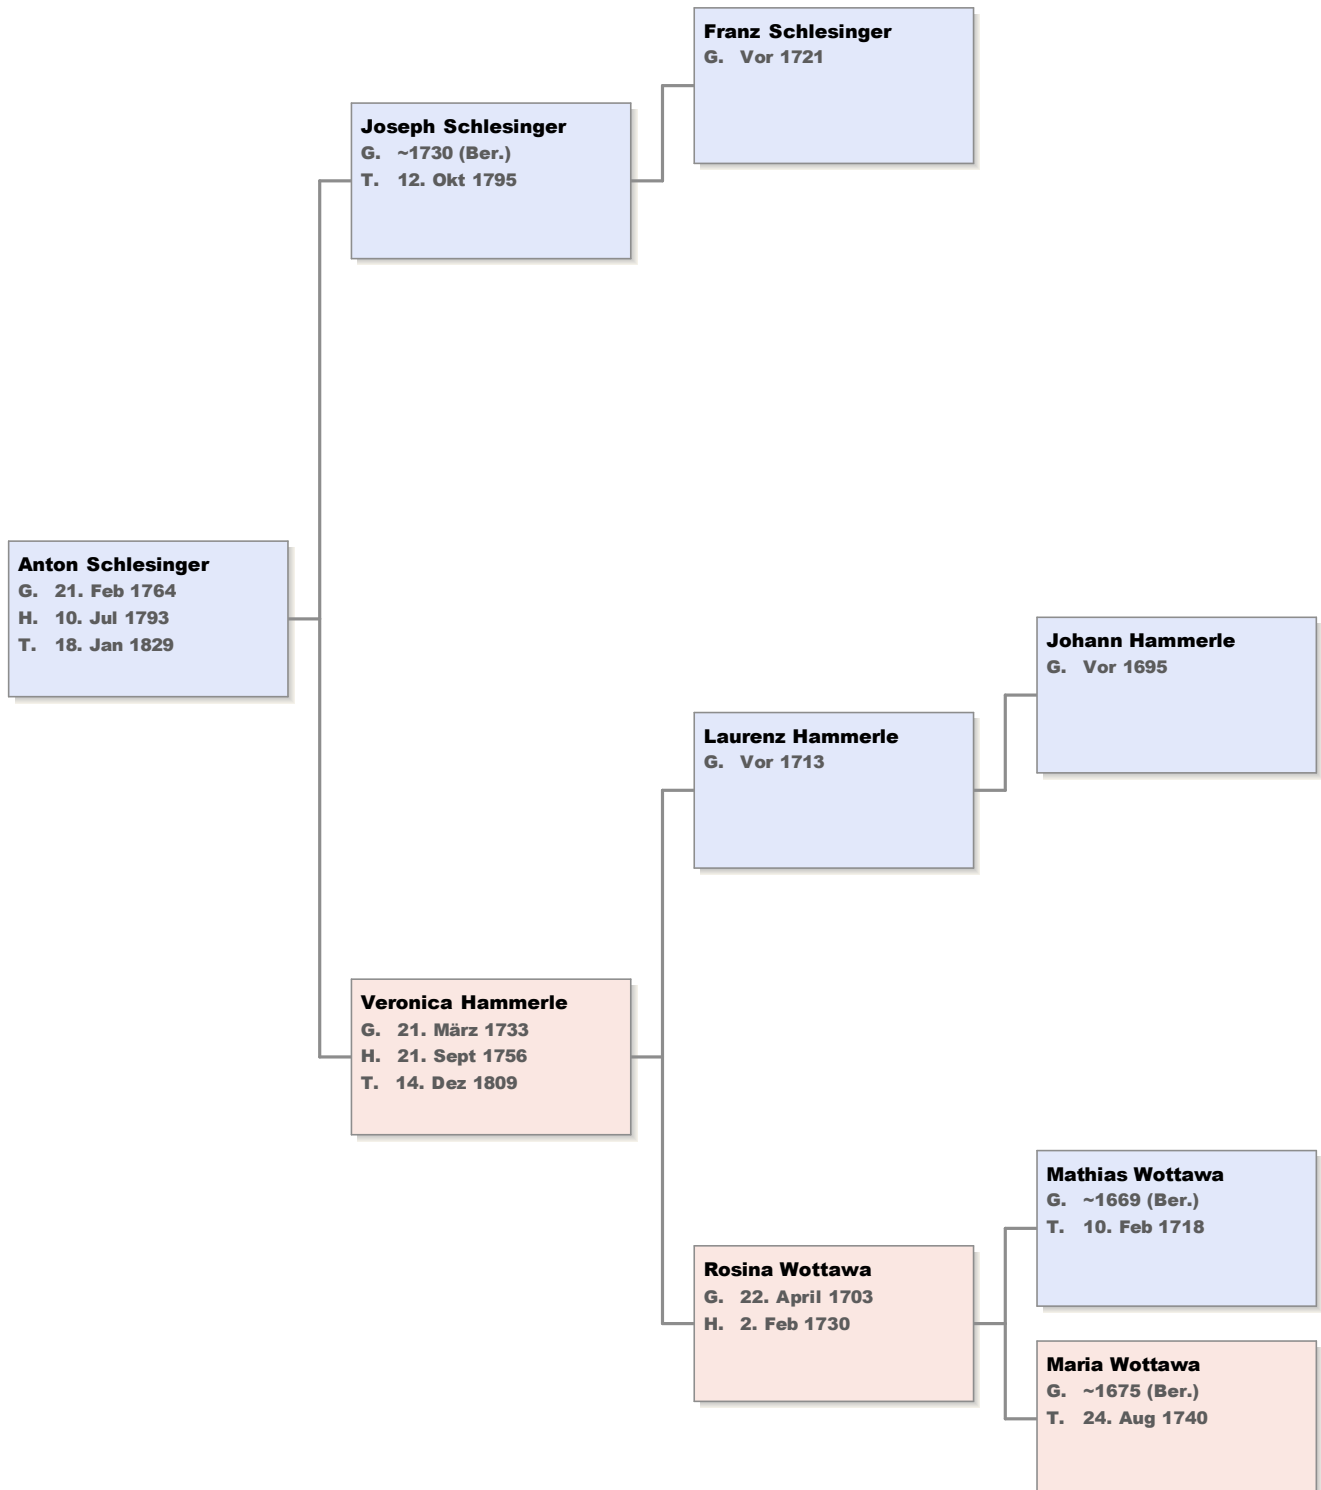 Franz Schlesinger
G. Vor 1721
Joseph Schlesinger
G. ~1730 (Ber.)
T. 12. Okt 1795
Anton Schlesinger
G. 21. Feb 1764
H. 10. Jul 1793
T. 18. Jan 1829
Johann Hammerle
G. Vor 1695
Laurenz Hammerle
G. Vor 1713
Veronica Hammerle
G. 21. März 1733
H. 21. Sept 1756
T. 14. Dez 1809
Mathias Wottawa
G. ~1669 (Ber.)
T. 10. Feb 1718
Rosina Wottawa
G. 22. April 1703
H. 2. Feb 1730
Maria Wottawa
G. ~1675 (Ber.)
T. 24. Aug 1740